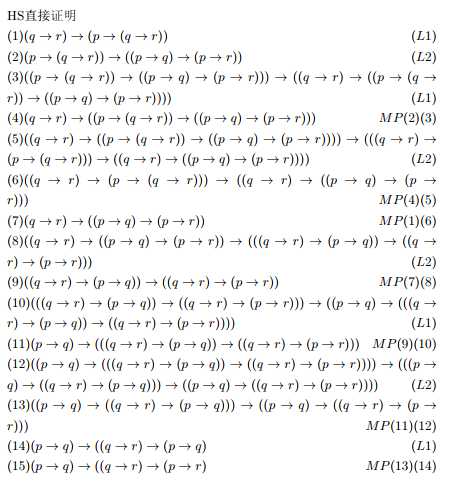 HS直接证明
(1)(q → r) → (p → (q → r)) (L1)
(2)(p → (q → r)) → ((p → q) → (p → r)) (L2)
(3)((p → (q → r)) → ((p → q) → (p → r))) → ((q → r) → ((p → (q →
r)) → ((p → q) → (p → r)))) (L1)
(4)(q → r) → ((p → (q → r)) → ((p → q) → (p → r))) MP(2)(3)
(5)((q → r) → ((p → (q → r)) → ((p → q) → (p → r)))) → (((q → r) →
(p → (q → r))) → ((q → r) → ((p → q) → (p → r)))) (L2)
(6)((q → r) → (p → (q → r))) → ((q → r) → ((p → q) → (p →
r))) MP(4)(5)
(7)(q → r) → ((p → q) → (p → r)) MP(1)(6)
(8)((q → r) → ((p → q) → (p → r)) → (((q → r) → (p → q)) → ((q →
r) → (p → r))) (L2)
(9)((q → r) → (p → q)) → ((q → r) → (p → r)) MP(7)(8)
(10)(((q → r) → (p → q)) → ((q → r) → (p → r))) → ((p → q) → (((q →
r) → (p → q)) → ((q → r) → (p → r)))) (L1)
(11)(p → q) → (((q → r) → (p → q)) → ((q → r) → (p → r))) MP(9)(10)
(12)((p → q) → (((q → r) → (p → q)) → ((q → r) → (p → r)))) → (((p →
q) → ((q → r) → (p → q))) → ((p → q) → ((q → r) → (p → r)))) (L2)
(13)((p → q) → ((q → r) → (p → q))) → ((p → q) → ((q → r) → (p →
r))) MP(11)(12)
(14)(p → q) → ((q → r) → (p → q) (L1)
(15)(p → q) → ((q → r) → (p → r) MP(13)(14)